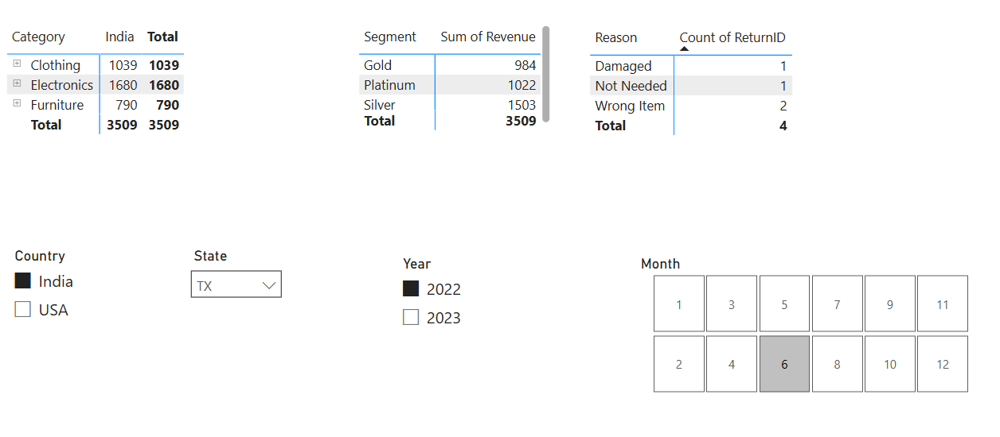 Category India Total
Clothing 1039 1039
Electronics 1680 1680
Furniture 790 790
Total 3509 3509
Segment Sum of Revenue
Gold 984
Platinum 1022
Silver 1503
Total 3509
Reason Count of ReturnID
Damaged 1
Not Needed 1
Wrong Item 2
Total 4
Country
India
USA
State
TX
Year
2022
2023
Month
1 3 5 7 9 11
2 4 6 8 10 12